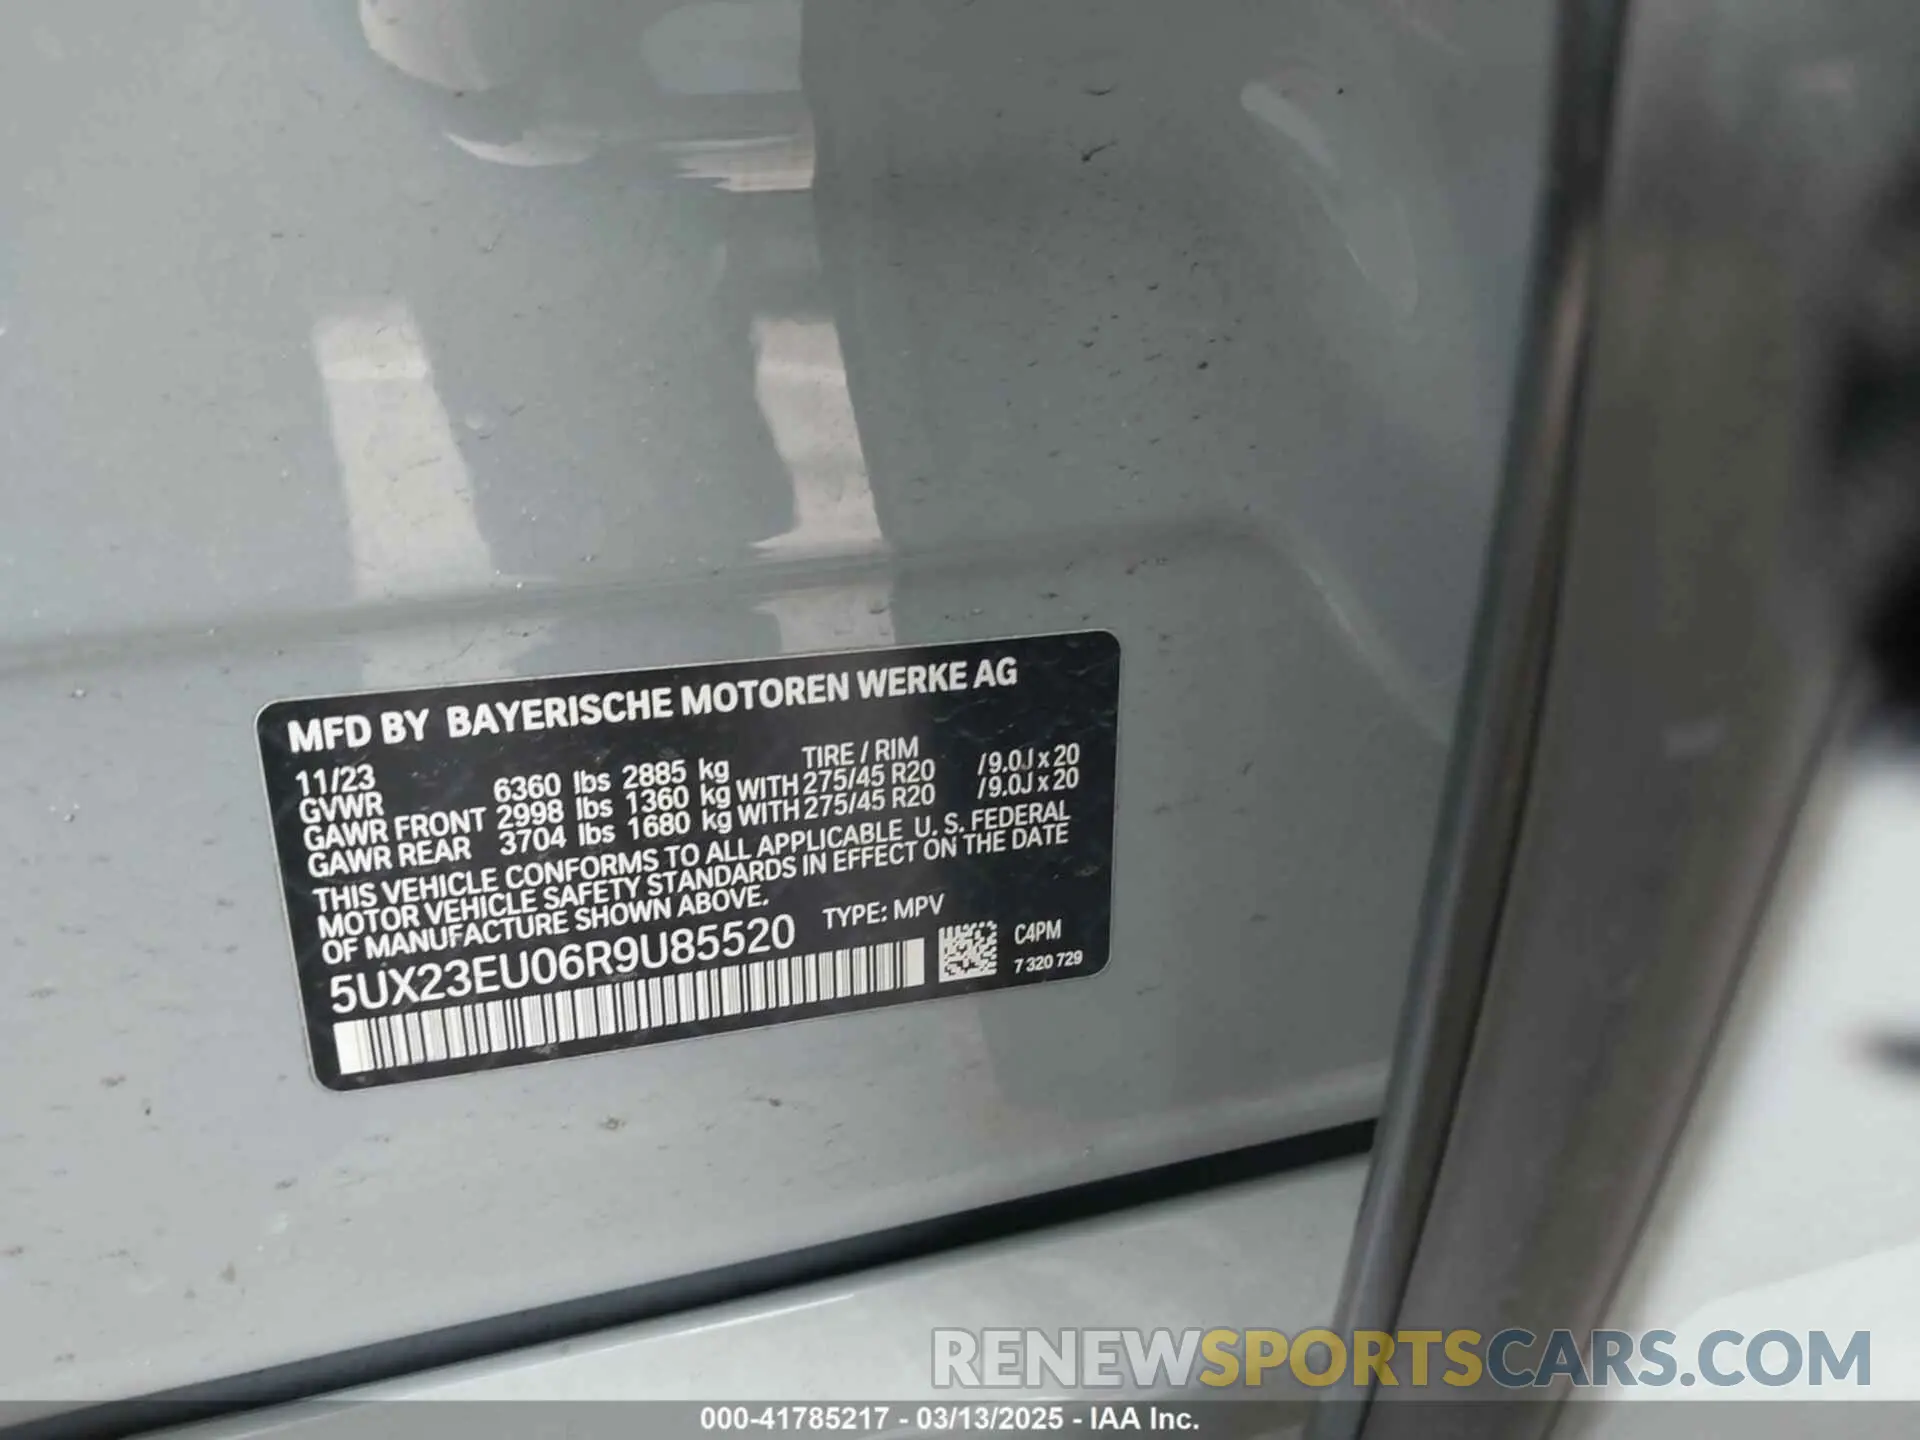 MFD BY BAYERISCHE MOTOREN WERKE AG
11/23 TIRE / RIM
GVWR 6360 lbs 2885 kg
GAWR FRONT 2998 lbs 1360 kg WITH 275/45 R20 /9.0J x 20
GAWR REAR 3704 lbs 1680 kg WITH 275/45 R20 /9.0J x 20
THIS VEHICLE CONFORMS TO ALL APPLICABLE U. S. FEDERAL
MOTOR VEHICLE SAFETY STANDARDS IN EFFECT ON THE DATE
OF MANUFACTURE SHOWN ABOVE.
5UX23EU06R9U85520 TYPE: MPV
C4PM
7 320 729
RENEWSPORTSCARS.COM
000-41785217 - 03/13/2025 - IAA Inc.